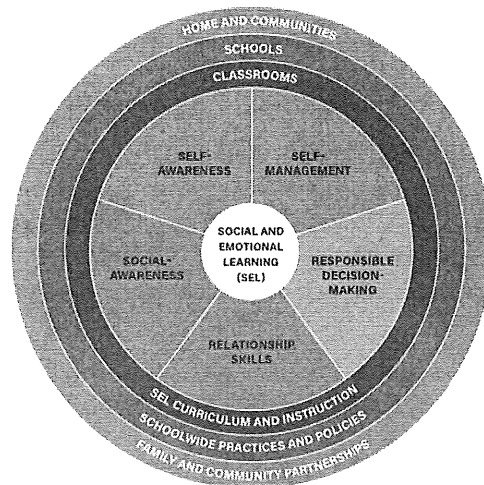 HOME AND COMMUNITIES
SCHOOLS
CLASSROOMS
SELF-
AWARENESS
SELF-
MANAGEMENT
SOCIAL AND
EMOTIONAL
LEARNING
(SEL)
SOCIAL-
AWARENESS
RESPONSIBLE
DECISION-
MAKING
RELATIONSHIP
SKILLS
SEL CURRICULUM AND INSTRUCTION
SCHOOLWIDE PRACTICES AND POLICIES
FAMILY AND COMMUNITY PARTNERSHIPS